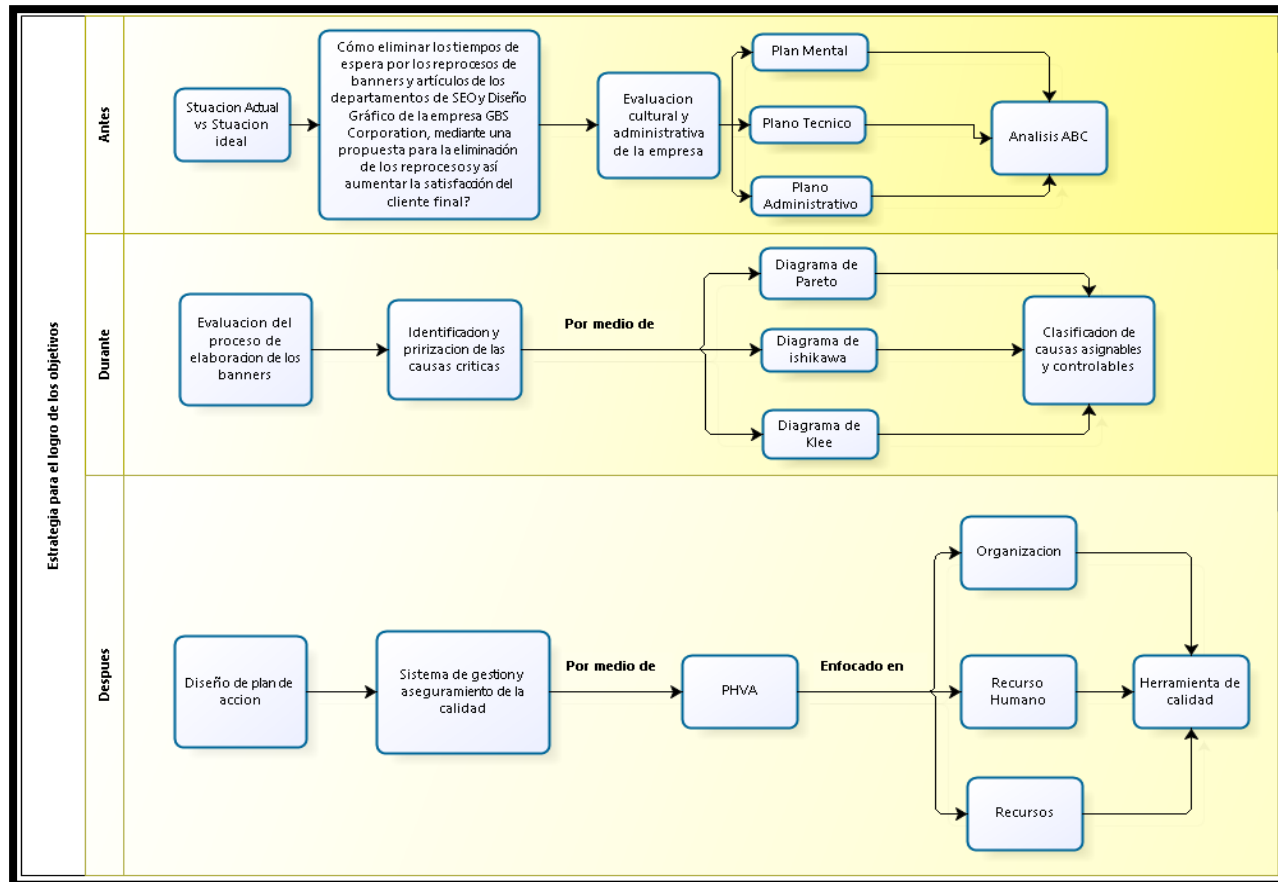 Estrategia para el logro de los objetivos
Antes
Stuacion Actual
vs Stuacion
ideal
Cómo eliminar los tiempos de
espera por los reprocesos de
banners y artículos de los
departamentos de SEO y Diseño
Gráfico de la empresa GBS
Corporation, mediante una
propuesta para la eliminación
de los reprocesos y así
aumentar la satisfacción del
cliente final?
Evaluacion
cultural y
administrativa
de la empresa
Plan Mental
Plano Tecnico
Plano
Administrativo
Analisis ABC
Durante
Evaluacion del
proceso de
elaboracion de los
banners
Identificacion y
pririzacion de las
causas criticas
Por medio de
Diagrama de
Pareto
Diagrama de
ishikawa
Diagrama de
Klee
Clasificacion de
causas asignables
y controlables
Despues
Diseño de plan de
accion
Sistema de gestion y
aseguramiento de la
calidad
Por medio de
PHVA
Enfocado en
Organizacion
Recurso
Humano
Recursos
Herramienta de
calidad